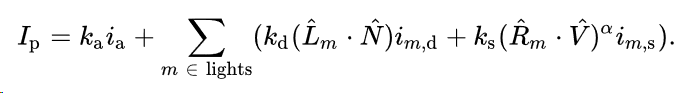 I_p = k_a i_a + ∑_{m ∈ lights} (k_d (L̂_m · N̂) i_{m,d} + k_s (R̂_m · V̂)^α i_{m,s}).